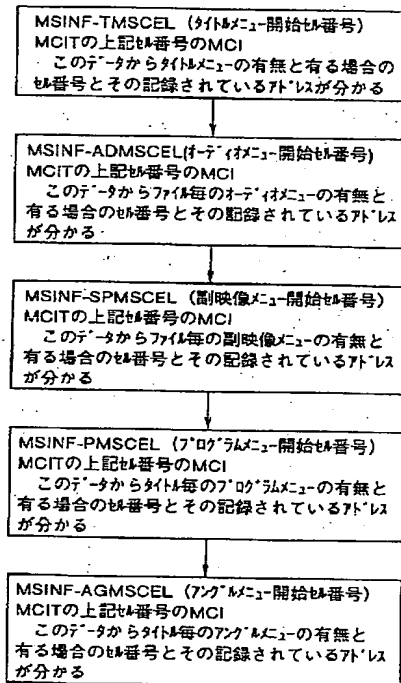 MSINF-TMSCEL (ﾀｲﾄﾙﾒﾆｭｰ開始ｾﾙ番号)
MCITの上記ｾﾙ番号のMCI
このﾃﾞｰﾀからﾀｲﾄﾙﾒﾆｭｰの有無と有る場合の
ｾﾙ番号とその記録されているｱﾄﾞﾚｽが分かる
MSINF-ADMSCEL(ｵｰﾃﾞｨｵﾒﾆｭｰ開始ｾﾙ番号)
MCITの上記ｾﾙ番号のMCI
このﾃﾞｰﾀからﾌｧｲﾙ毎のｵｰﾃﾞｨｵﾒﾆｭｰの有無と
有る場合のｾﾙ番号とその記録されているｱﾄﾞﾚｽ
が分かる
MSINF-SPMSCEL (副映像ﾒﾆｭｰ開始ｾﾙ番号)
MCITの上記ｾﾙ番号のMCI
このﾃﾞｰﾀからﾌｧｲﾙ毎の副映像ﾒﾆｭｰの有無と
有る場合のｾﾙ番号とその記録されているｱﾄﾞﾚｽ
が分かる
MSINF-PMSCEL (ﾌﾟﾛｸﾞﾗﾑﾒﾆｭｰ開始ｾﾙ番号)
MCITの上記ｾﾙ番号のMCI
このﾃﾞｰﾀからﾀｲﾄﾙ毎のﾌﾟﾛｸﾞﾗﾑﾒﾆｭｰの有無と
有る場合のｾﾙ番号とその記録されているｱﾄﾞﾚｽ
が分かる
MSINF-AGMSCEL (ｱﾝｸﾞﾙﾒﾆｭｰ開始ｾﾙ番号)
MCITの上記ｾﾙ番号のMCI
このﾃﾞｰﾀからﾀｲﾄﾙ毎のｱﾝｸﾞﾙﾒﾆｭｰの有無と
有る場合のｾﾙ番号とその記録されているｱﾄﾞﾚｽ
が分かる